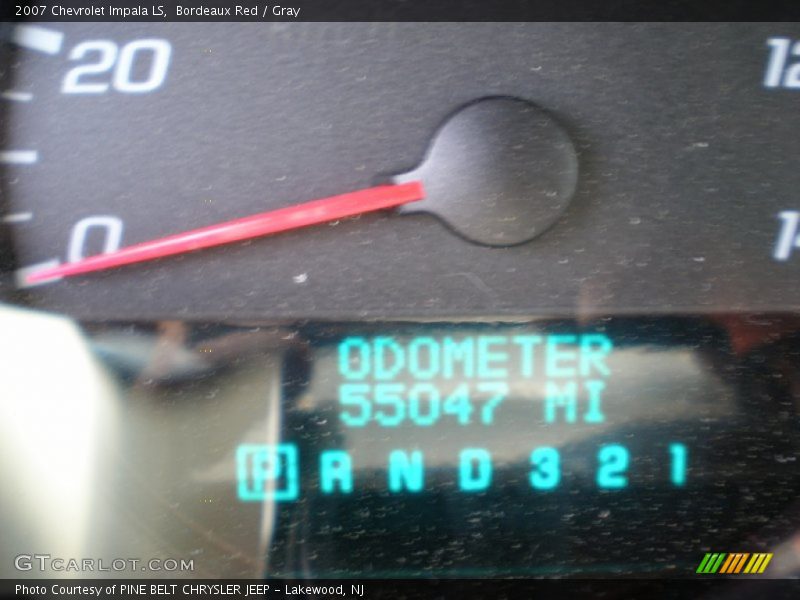 2007 Chevrolet Impala LS, Bordeaux Red / Gray
20
0
ODOMETER
55047 MI
P R N D 3 2 1
GTCARLOT.COM
Photo Courtesy of PINE BELT CHRYSLER JEEP - Lakewood, NJ